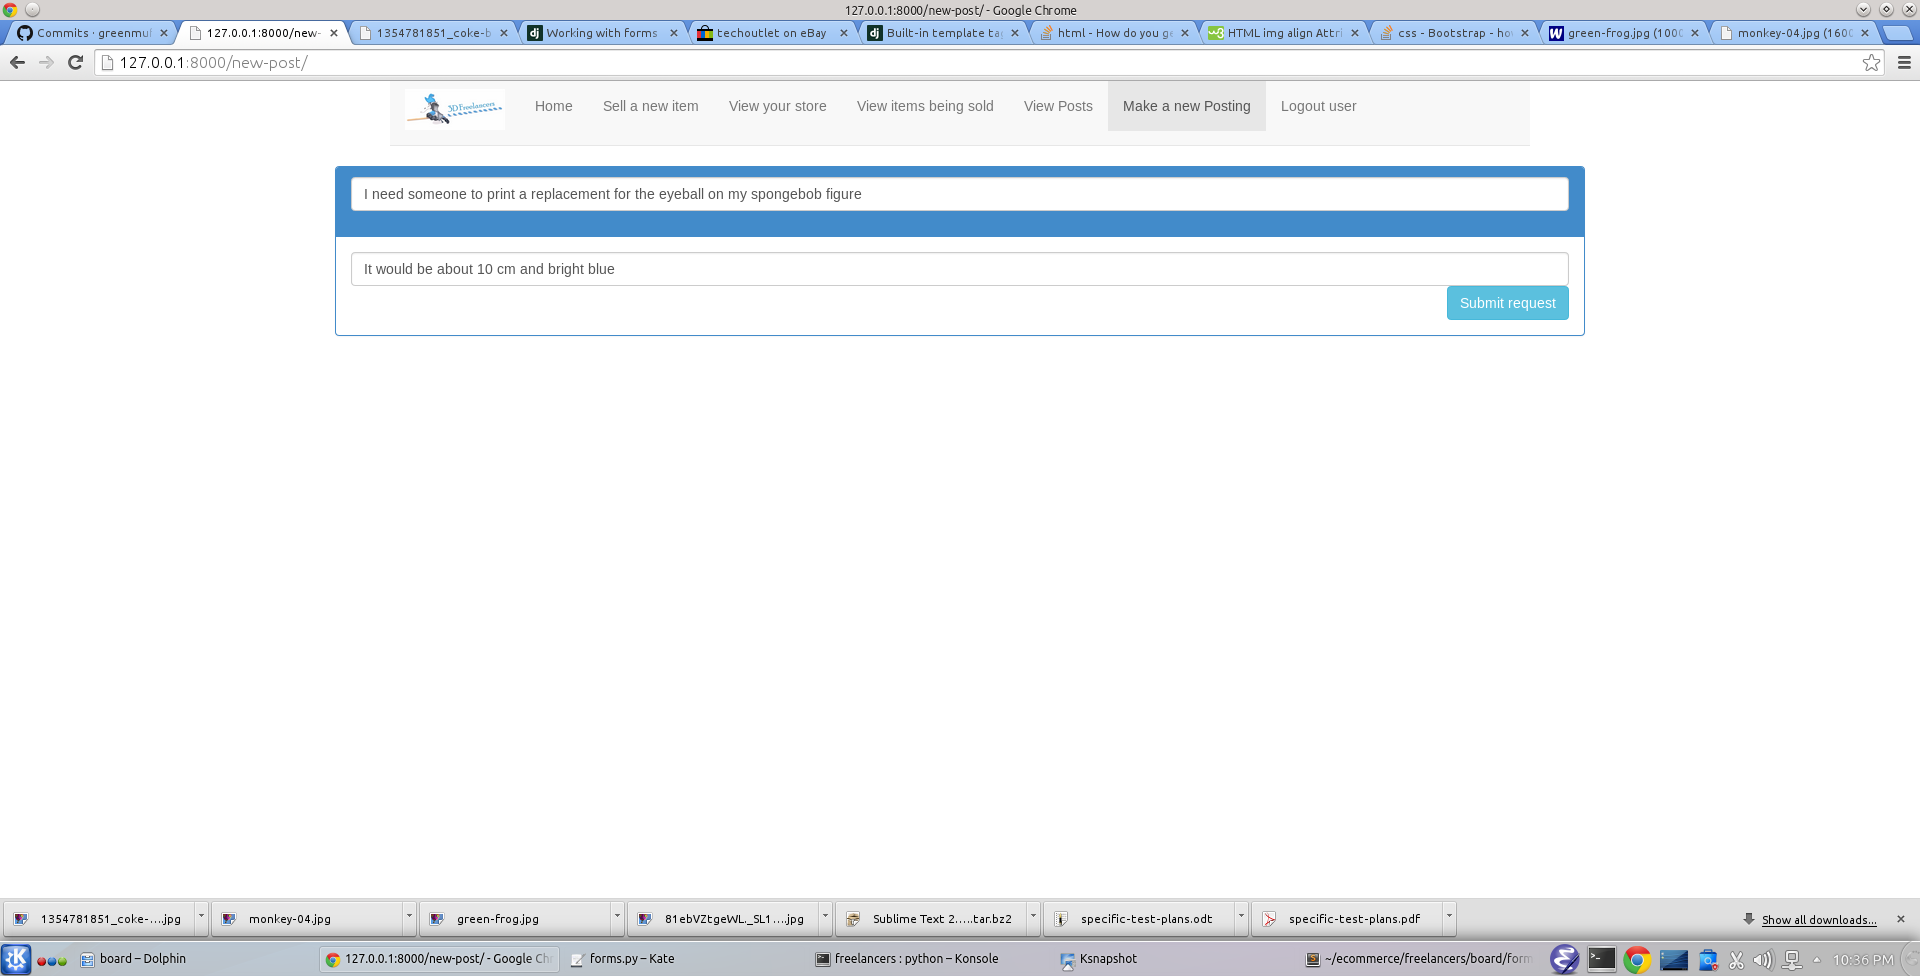 127.0.0.1:8000/new-post/ - Google Chrome
Commits · greenmul
127.0.0.1:8000/new-
1354781851_coke-b
Working with forms
techoutlet on eBay
Built-in template tag
html - How do you ge
HTML img align Attri
css - Bootstrap - ho
green-frog.jpg (1000
monkey-04.jpg (1600
127.0.0.1:8000/new-post/
3DFreelancers
Home
Sell a new item
View your store
View items being sold
View Posts
Make a new Posting
Logout user
I need someone to print a replacement for the eyeball on my spongebob figure
It would be about 10 cm and bright blue
Submit request
1354781851_coke-....jpg
monkey-04.jpg
green-frog.jpg
81ebVZtgeWL._SL1....jpg
Sublime Text 2.....tar.bz2
specific-test-plans.odt
specific-test-plans.pdf
Show all downloads...
board – Dolphin
127.0.0.1:8000/new-post/ - Google Chr
forms.py – Kate
freelancers : python – Konsole
Ksnapshot
~/ecommerce/freelancers/board/form
10:36 PM